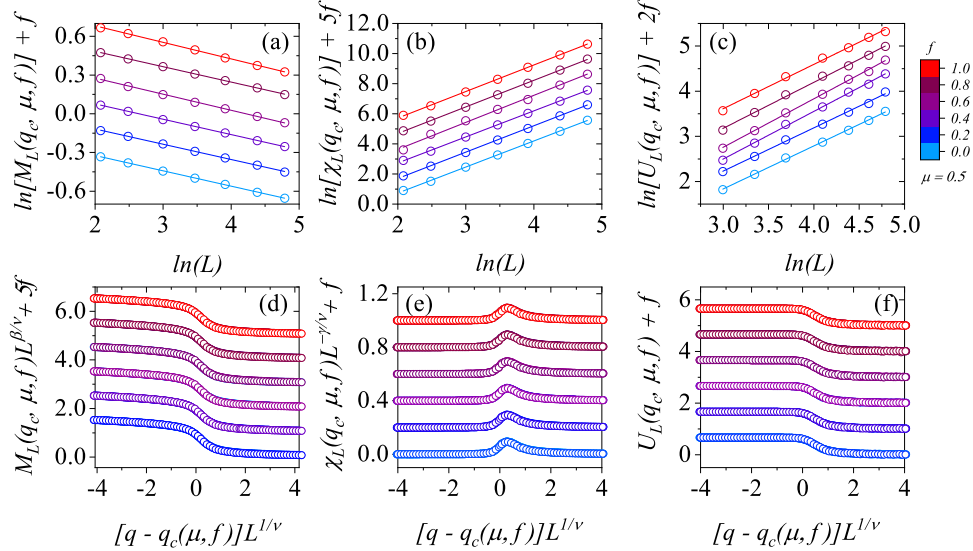 0.6
0.3
0.0
-0.3
-0.6
2 3 4 5
(a)
ln[M_L(q_c, μ, f)] + f
ln(L)
14.0
12.0
10.0
8.0
6.0
4.0
2.0
0.0
2 3 4 5
(b)
ln[χ_L(q_c, μ, f)] + 5f
ln(L)
5
4
3
2
3.0 3.5 4.0 4.5 5.0
(c)
ln[U_L(q_c, μ, f)] + 2f
ln(L)
f
1.0
0.8
0.6
0.4
0.2
0.0
μ = 0.5
6.0
4.0
2.0
0.0
-4 -2 0 2 4
(d)
M_L(q_c, μ, f)L^{β/ν} + 5f
[q - q_c(μ, f)]L^{1/ν}
1.2
0.8
0.4
0.0
-4 -2 0 2 4
(e)
χ_L(q_c, μ, f)L^{-γ/ν} + f
[q - q_c(μ, f)]L^{1/ν}
6
4
2
0
-4 -2 0 2 4
(f)
U_L(q_c, μ, f) + f
[q - q_c(μ, f)]L^{1/ν}